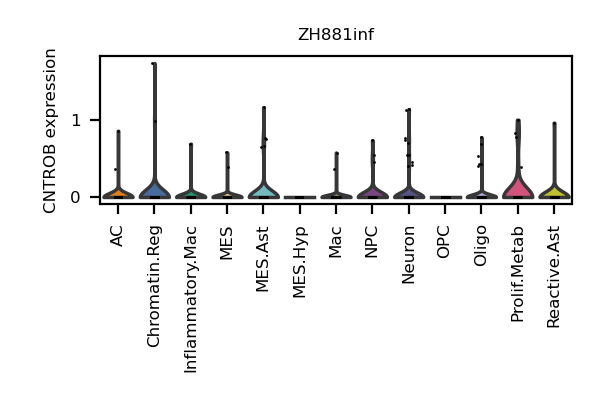 ZH881inf
CNTROB expression
1
0
AC
Chromatin.Reg
Inflammatory.Mac
MES
MES.Ast
MES.Hyp
Mac
NPC
Neuron
OPC
Oligo
Prolif.Metab
Reactive.Ast